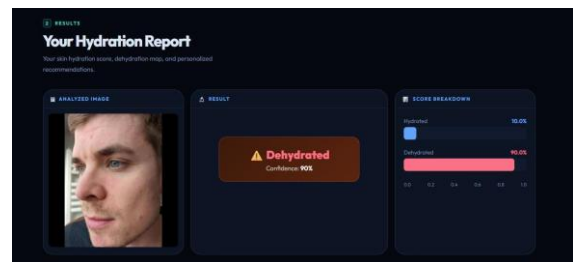 2 RESULTS
Your Hydration Report
Your skin hydration score, dehydration map, and personalized
recommendations.
ANALYZED IMAGE
RESULT
Dehydrated
Confidence: 90%
SCORE BREAKDOWN
Hydrated 10.0%
Dehydrated 90.0%
0.0 0.2 0.4 0.6 0.8 1.0